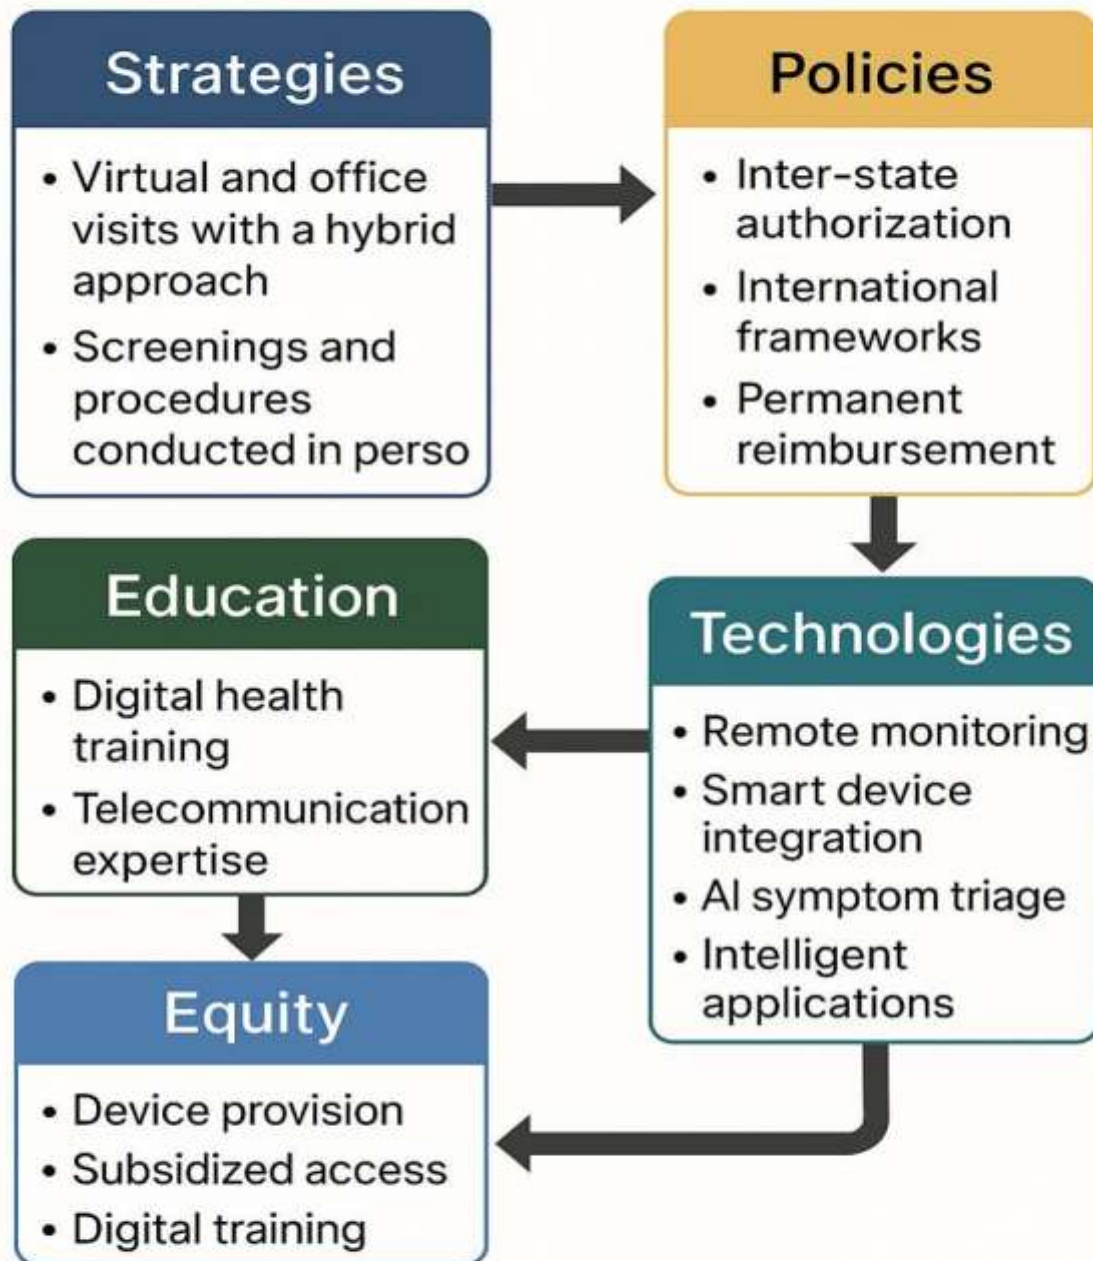 Strategies
• Virtual and office
visits with a hybrid
approach
• Screenings and
procedures
conducted in perso
Policies
• Inter-state
authorization
• International
frameworks
• Permanent
reimbursement
Technologies
• Remote monitoring
• Smart device
integration
• AI symptom triage
• Intelligent
applications
Education
• Digital health
training
• Telecommunication
expertise
Equity
• Device provision
• Subsidized access
• Digital training